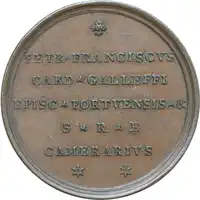 PETR·FRANCISCVS
CARD·GALLEFFI
EPISC·PORTVENSIS·&
S·R·E
CAMERARIVS